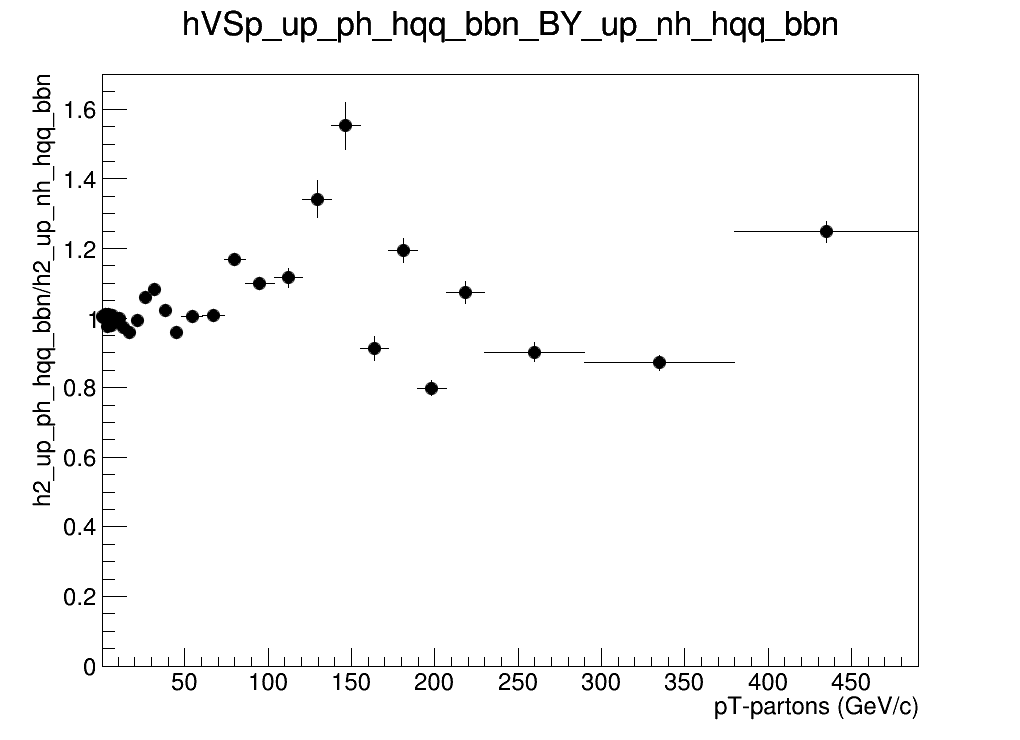 hVSp_up_ph_hqq_bbn_BY_up_nh_hqq_bbn
h2_up_ph_hqq_bbn/h2_up_nh_hqq_bbn
1.6
1.4
1.2
1
0.8
0.6
0.4
0.2
0
50 100 150 200 250 300 350 400 450
pT-partons (GeV/c)